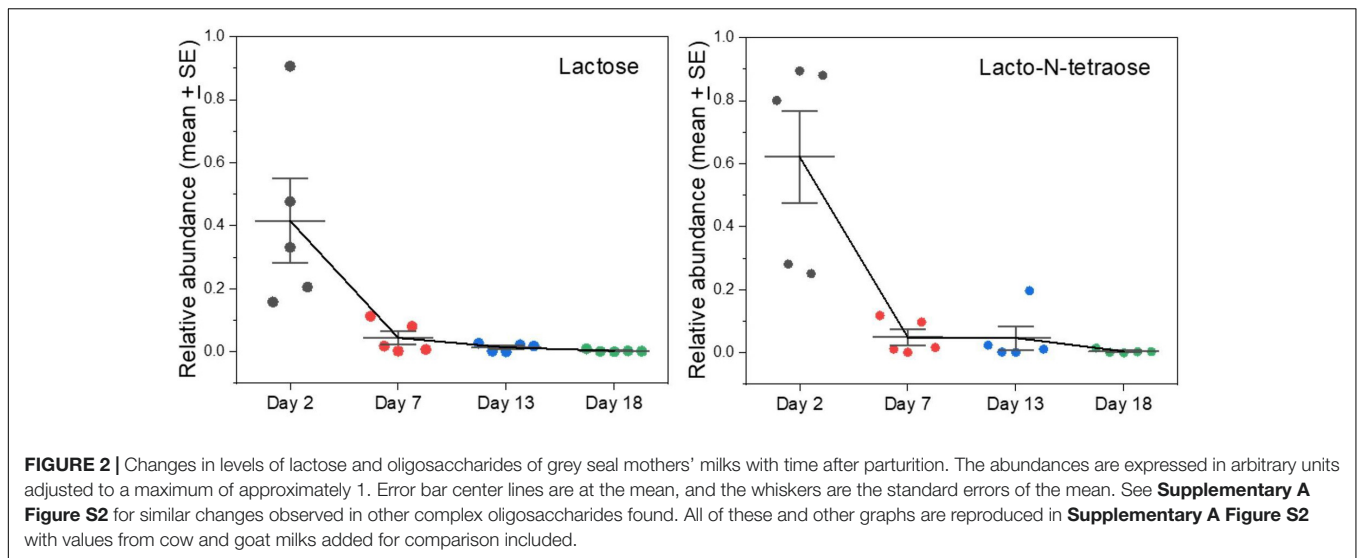 Relative abundance (mean ± SE)
1.0
0.8
0.6
0.4
0.2
0.0
Lactose
Day 2 Day 7 Day 13 Day 18
Relative abundance (mean ± SE)
1.0
0.8
0.6
0.4
0.2
0.0
Lacto-N-tetraose
Day 2 Day 7 Day 13 Day 18
FIGURE 2 | Changes in levels of lactose and oligosaccharides of grey seal mothers' milks with time after parturition. The abundances are expressed in arbitrary units
adjusted to a maximum of approximately 1. Error bar center lines are at the mean, and the whiskers are the standard errors of the mean. See Supplementary A
Figure S2 for similar changes observed in other complex oligosaccharides found. All of these and other graphs are reproduced in Supplementary A Figure S2
with values from cow and goat milks added for comparison included.